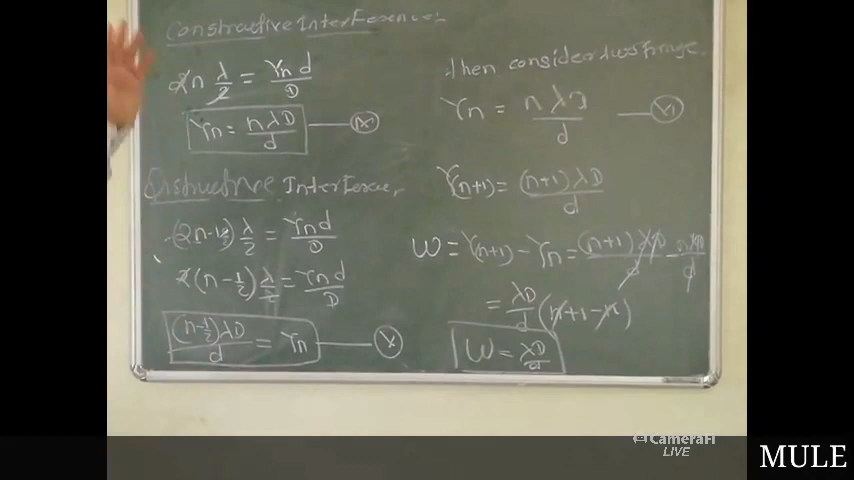 Constructive Interference:-
2n λ/2 = Yn d/D
Yn = nλD/d
Distructive Interference.
(2n-1) λ/2 = Yn d/D
2(n-1/2) λ/2 = Yn d/D
(n-1/2)λD/d = Yn
Then consider two fringe.
Yn = nλD/d
Y(n+1) = (n+1)λD/d
W = Y(n+1) - Yn = (n+1)λD/d - nλD/d
= λD/d (n+1-n)
W = λD/d
CameraFi
LIVE
MULE